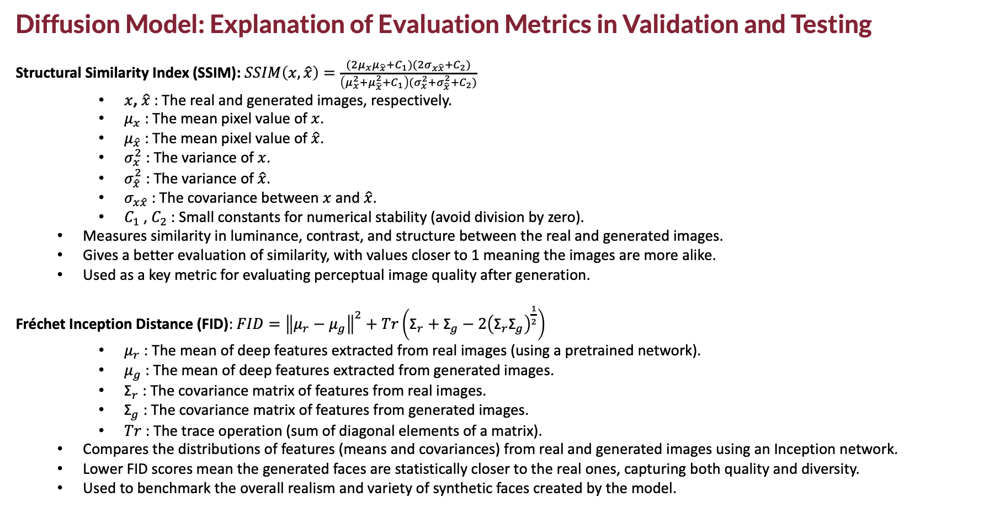 Diffusion Model: Explanation of Evaluation Metrics in Validation and Testing
Structural Similarity Index (SSIM): $SSIM(x, \hat{x}) = \frac{(2\mu_x\mu_{\hat{x}}+C_1)(2\sigma_{x\hat{x}}+C_2)}{(\mu_x^2+\mu_{\hat{x}}^2+C_1)(\sigma_x^2+\sigma_{\hat{x}}^2+C_2)}$
• $x, \hat{x}$ : The real and generated images, respectively.
• $\mu_x$ : The mean pixel value of $x$.
• $\mu_{\hat{x}}$ : The mean pixel value of $\hat{x}$.
• $\sigma_x^2$ : The variance of $x$.
• $\sigma_{\hat{x}}^2$ : The variance of $\hat{x}$.
• $\sigma_{x\hat{x}}$ : The covariance between $x$ and $\hat{x}$.
• $C_1$ , $C_2$ : Small constants for numerical stability (avoid division by zero).
• Measures similarity in luminance, contrast, and structure between the real and generated images.
• Gives a better evaluation of similarity, with values closer to 1 meaning the images are more alike.
• Used as a key metric for evaluating perceptual image quality after generation.
Fréchet Inception Distance (FID): $FID = \|\mu_r - \mu_g\|^2 + Tr\left(\Sigma_r + \Sigma_g - 2(\Sigma_r\Sigma_g)^{\frac{1}{2}}\right)$
• $\mu_r$ : The mean of deep features extracted from real images (using a pretrained network).
• $\mu_g$ : The mean of deep features extracted from generated images.
• $\Sigma_r$ : The covariance matrix of features from real images.
• $\Sigma_g$ : The covariance matrix of features from generated images.
• $Tr$ : The trace operation (sum of diagonal elements of a matrix).
• Compares the distributions of features (means and covariances) from real and generated images using an Inception network.
• Lower FID scores mean the generated faces are statistically closer to the real ones, capturing both quality and diversity.
• Used to benchmark the overall realism and variety of synthetic faces created by the model.